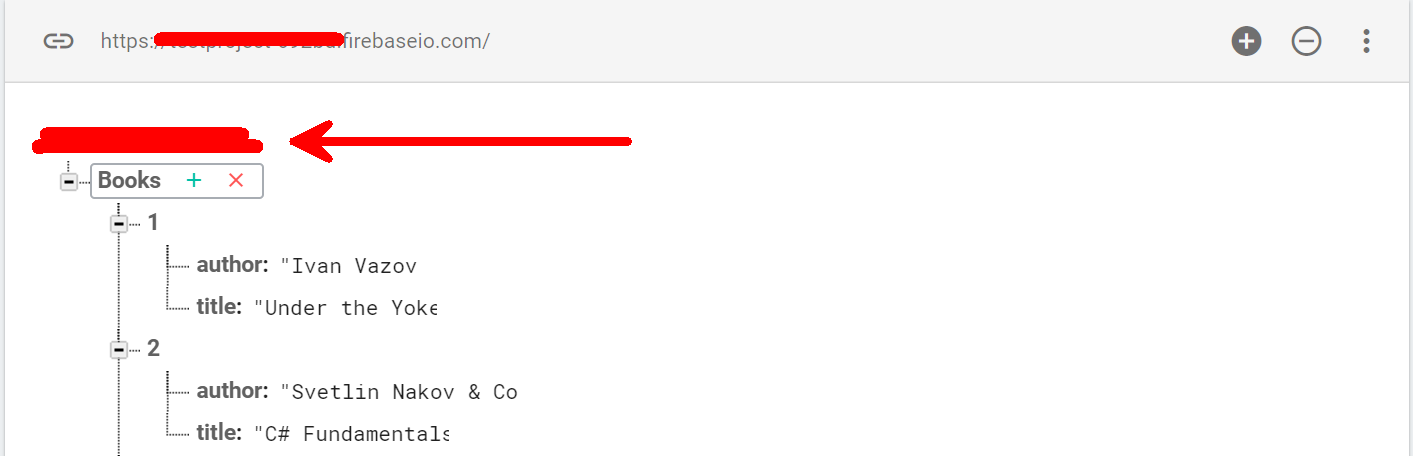 https:/ firebaseio.com/
Books
1
author: "Ivan Vazov
title: "Under the Yoke
2
author: "Svetlin Nakov & Co
title: "C# Fundamentals